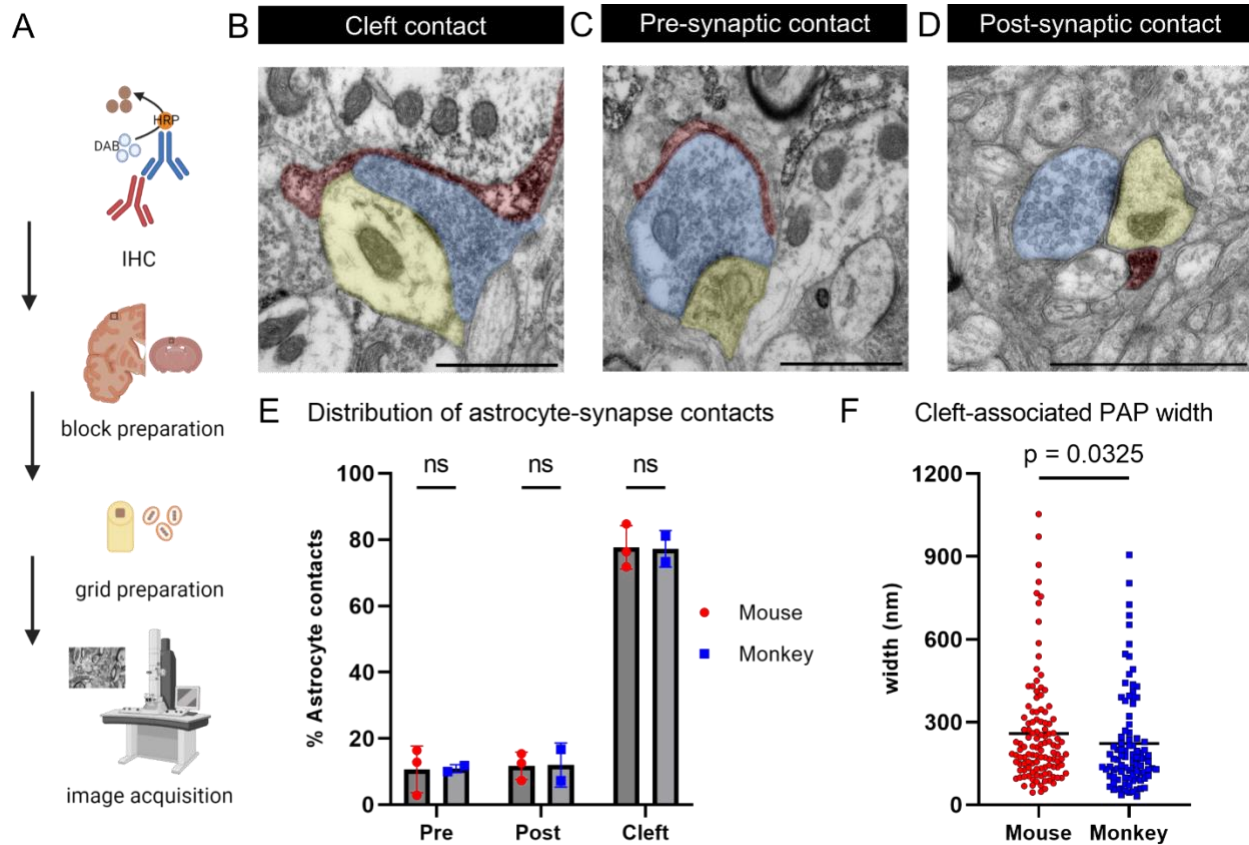 A
HRP
DAB
IHC
block preparation
grid preparation
image acquisition
B
Cleft contact
C
Pre-synaptic contact
D
Post-synaptic contact
E
Distribution of astrocyte-synapse contacts
% Astrocyte contacts
100
80
60
40
20
0
ns
ns
ns
Pre
Post
Cleft
Mouse
Monkey
F
Cleft-associated PAP width
p = 0.0325
width (nm)
1200
900
600
300
0
Mouse
Monkey